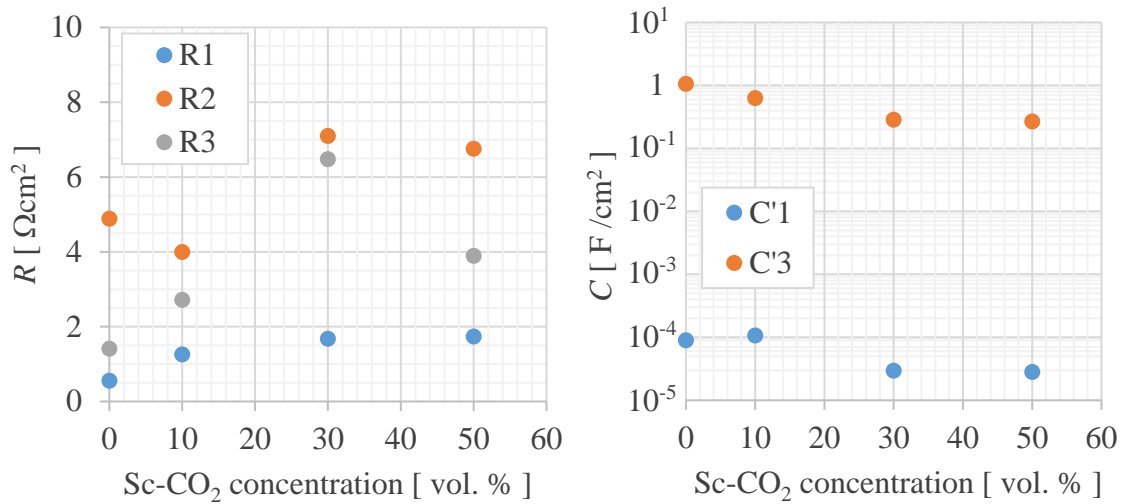 10
8
6
4
2
0
R [ Ωcm² ]
R1
R2
R3
0 10 20 30 40 50 60
Sc-CO₂ concentration [ vol. % ]
10¹
1
10⁻¹
10⁻²
10⁻³
10⁻⁴
10⁻⁵
C [ F /cm² ]
C'1
C'3
0 10 20 30 40 50 60
Sc-CO₂ concentration [ vol. % ]